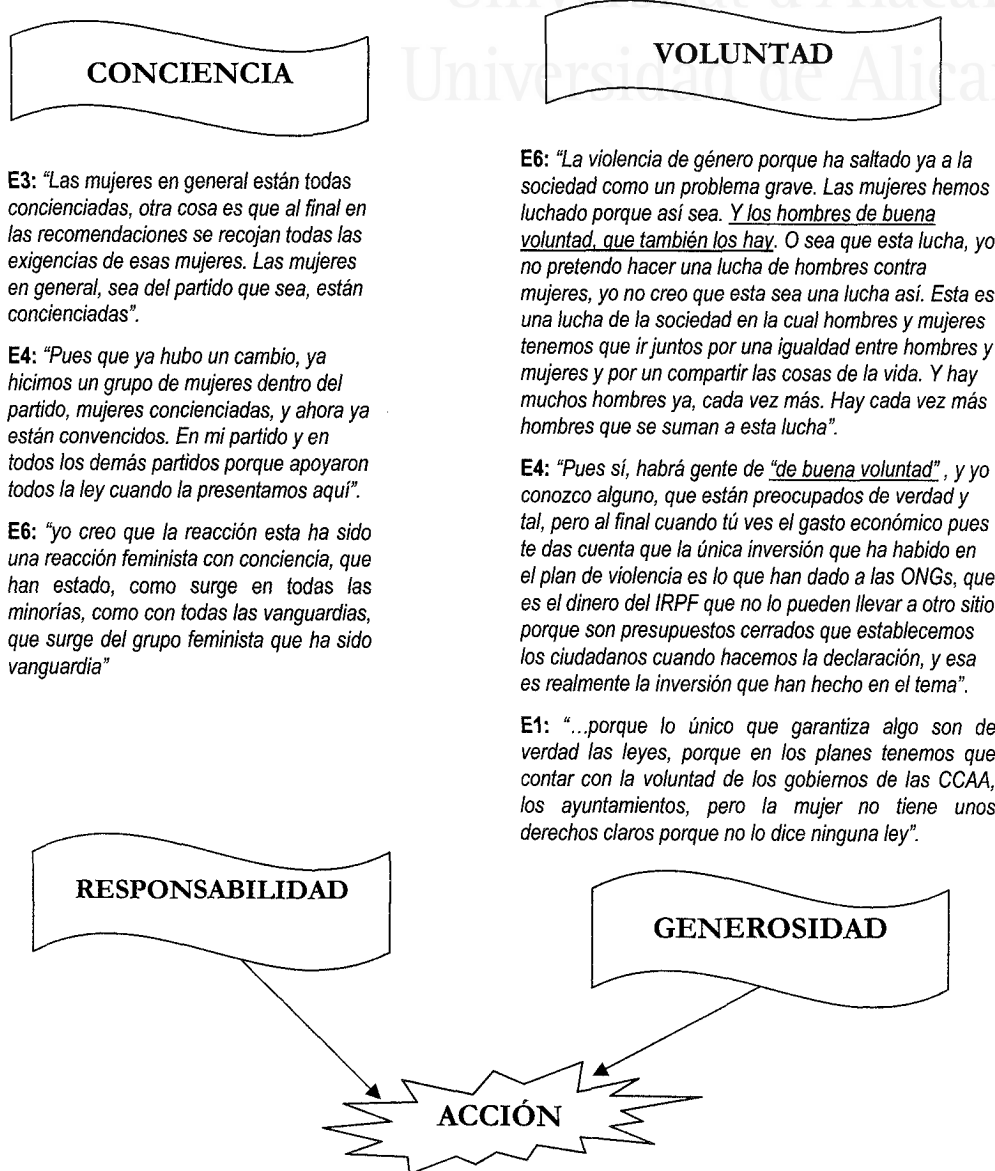 Universitat d'Alacant
Universidad de Alica
CONCIENCIA
E3: "Las mujeres en general están todas
concienciadas, otra cosa es que al final en
las recomendaciones se recojan todas las
exigencias de esas mujeres. Las mujeres
en general, sea del partido que sea, están
concienciadas".
E4: "Pues que ya hubo un cambio, ya
hicimos un grupo de mujeres dentro del
partido, mujeres concienciadas, y ahora ya
están convencidos. En mi partido y en
todos los demás partidos porque apoyaron
todos la ley cuando la presentamos aquí".
E6: "yo creo que la reacción esta ha sido
una reacción feminista con conciencia, que
han estado, como surge en todas las
minorías, como con todas las vanguardias,
que surge del grupo feminista que ha sido
vanguardia"
VOLUNTAD
E6: "La violencia de género porque ha saltado ya a la
sociedad como un problema grave. Las mujeres hemos
luchado porque así sea. Y los hombres de buena
voluntad, que también los hay. O sea que esta lucha, yo
no pretendo hacer una lucha de hombres contra
mujeres, yo no creo que esta sea una lucha así. Esta es
una lucha de la sociedad en la cual hombres y mujeres
tenemos que ir juntos por una igualdad entre hombres y
mujeres y por un compartir las cosas de la vida. Y hay
muchos hombres ya, cada vez más. Hay cada vez más
hombres que se suman a esta lucha".
E4: "Pues sí, habrá gente de "de buena voluntad" , y yo
conozco alguno, que están preocupados de verdad y
tal, pero al final cuando tú ves el gasto económico pues
te das cuenta que la única inversión que ha habido en
el plan de violencia es lo que han dado a las ONGs, que
es el dinero del IRPF que no lo pueden llevar a otro sitio
porque son presupuestos cerrados que establecemos
los ciudadanos cuando hacemos la declaración, y esa
es realmente la inversión que han hecho en el tema".
E1: "...porque lo único que garantiza algo son de
verdad las leyes, porque en los planes tenemos que
contar con la voluntad de los gobiernos de las CCAA,
los ayuntamientos, pero la mujer no tiene unos
derechos claros porque no lo dice ninguna ley".
RESPONSABILIDAD
GENEROSIDAD
ACCIÓN